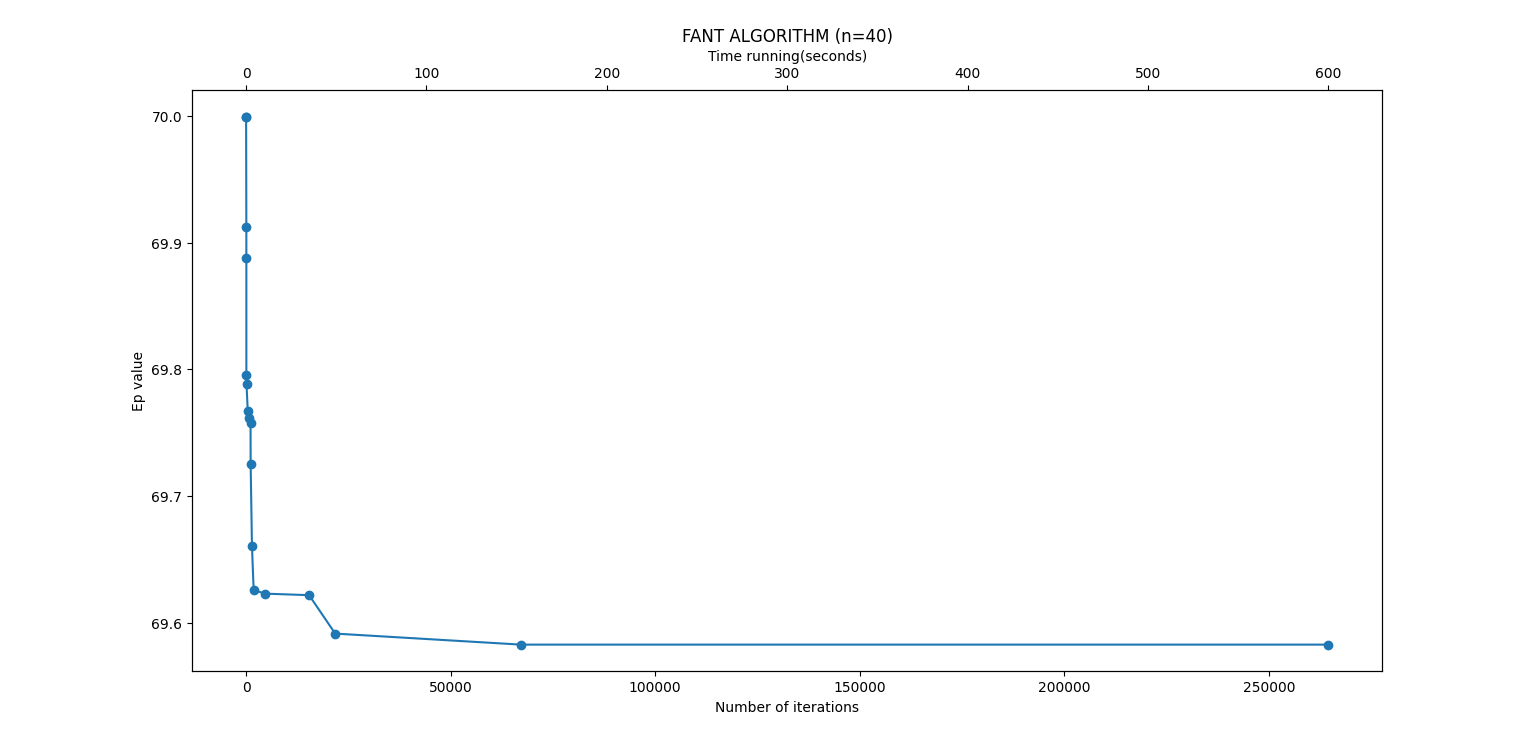 FANT ALGORITHM (n=40)
Time running(seconds)
0 100 200 300 400 500 600
70.0
69.9
69.8
Ep value
69.7
69.6
0 50000 100000 150000 200000 250000
Number of iterations